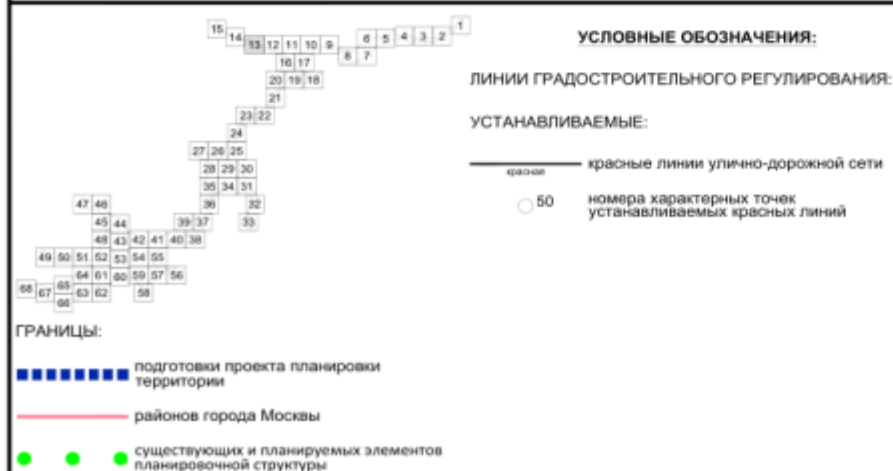 15
14 13 12 11 10 9
8 7
6 5 4 3 2 1
16 17
20 19 18
21
23 22
24
27 26 25
28 29 30
35 34 31
36 32
47 46 39 37 33
45 44
48 43 42 41 40 38
49 50 51 52 53 54 55
64 61 60 59 57 56
68 67 65 63 62 58
66
ГРАНИЦЫ:
подготовки проекта планировки
территории
районов города Москвы
существующих и планируемых элементов
планировочной структуры
УСЛОВНЫЕ ОБОЗНАЧЕНИЯ:
ЛИНИИ ГРАДОСТРОИТЕЛЬНОГО РЕГУЛИРОВАНИЯ:
УСТАНАВЛИВАЕМЫЕ:
красная
красные линии улично-дорожной сети
50
номера характерных точек
устанавливаемых красных линий